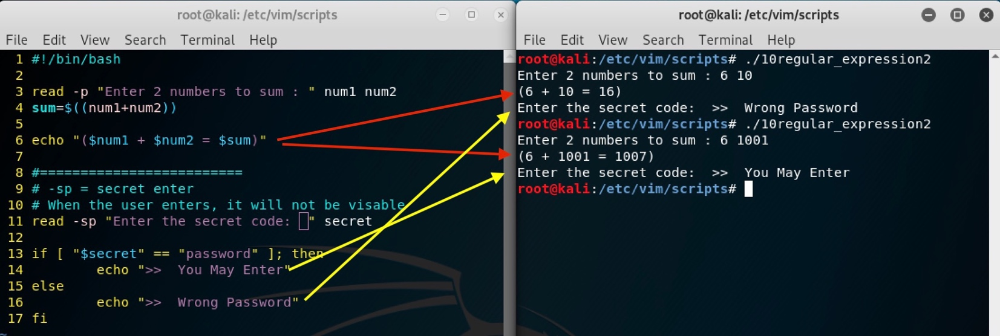 root@kali: /etc/vim/scripts
File Edit View Search Terminal Help
1 #!/bin/bash
2
3 read -p "Enter 2 numbers to sum : " num1 num2
4 sum=$((num1+num2))
5
6 echo "($num1 + $num2 = $sum)"
7
8 #=========================
9 # -sp = secret enter
10 # When the user enters, it will not be visable
11 read -sp "Enter the secret code:  " secret
12
13 if [ "$secret" == "password" ]; then
14         echo ">>  You May Enter"
15 else
16         echo ">>  Wrong Password"
17 fi
~
root@kali: /etc/vim/scripts
File Edit View Search Terminal Help
root@kali:/etc/vim/scripts# ./10regular_expression2
Enter 2 numbers to sum : 6 10
(6 + 10 = 16)
Enter the secret code:  >>  Wrong Password
root@kali:/etc/vim/scripts# ./10regular_expression2
Enter 2 numbers to sum : 6 1001
(6 + 1001 = 1007)
Enter the secret code:  >>  You May Enter
root@kali:/etc/vim/scripts#